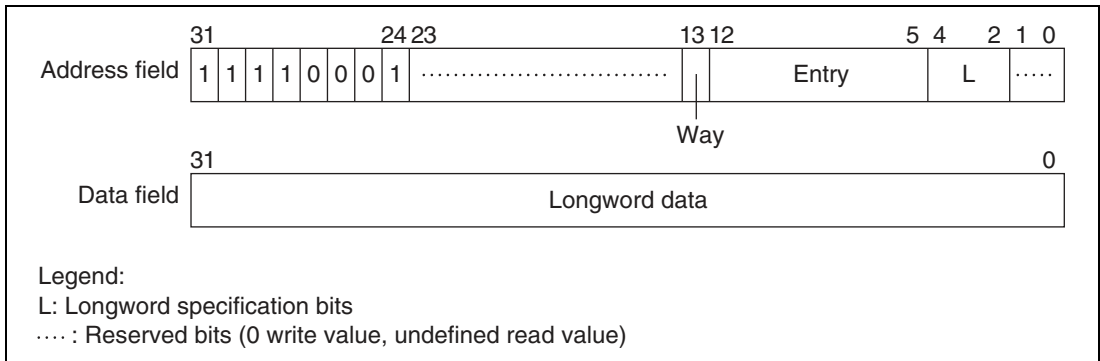 31 24 23 13 12 5 4 2 1 0
Address field 1 1 1 1 0 0 0 1 ................................ Entry L .....
Way
31 0
Data field Longword data
Legend:
L: Longword specification bits
.... : Reserved bits (0 write value, undefined read value)